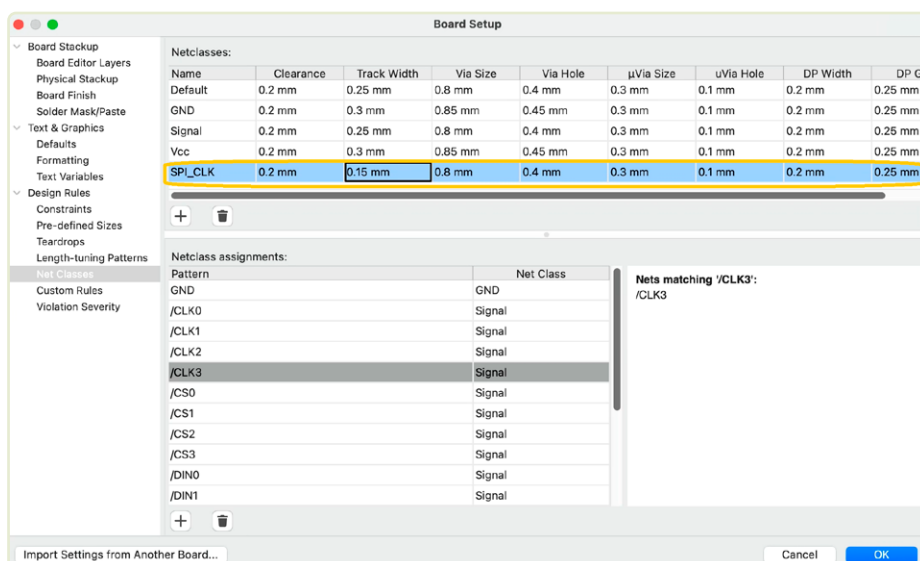 Board Setup
Board Stackup
Board Editor Layers
Physical Stackup
Board Finish
Solder Mask/Paste
Text & Graphics
Defaults
Formatting
Text Variables
Design Rules
Constraints
Pre-defined Sizes
Teardrops
Length-tuning Patterns
Net Classes
Custom Rules
Violation Severity
Netclasses:
Name Clearance Track Width Via Size Via Hole µVia Size uVia Hole DP Width DP G
Default 0.2 mm 0.25 mm 0.8 mm 0.4 mm 0.3 mm 0.1 mm 0.2 mm 0.25 mm
GND 0.2 mm 0.3 mm 0.85 mm 0.45 mm 0.3 mm 0.1 mm 0.2 mm 0.25 mm
Signal 0.2 mm 0.25 mm 0.8 mm 0.4 mm 0.3 mm 0.1 mm 0.2 mm 0.25 mm
Vcc 0.2 mm 0.3 mm 0.85 mm 0.45 mm 0.3 mm 0.1 mm 0.2 mm 0.25 mm
SPI_CLK 0.2 mm 0.15 mm 0.8 mm 0.4 mm 0.3 mm 0.1 mm 0.2 mm 0.25 mm
Netclass assignments:
Pattern Net Class
GND GND
/CLK0 Signal
/CLK1 Signal
/CLK2 Signal
/CLK3 Signal
/CS0 Signal
/CS1 Signal
/CS2 Signal
/CS3 Signal
/DIN0 Signal
/DIN1 Signal
Nets matching '/CLK3':
/CLK3
Import Settings from Another Board...
Cancel
OK